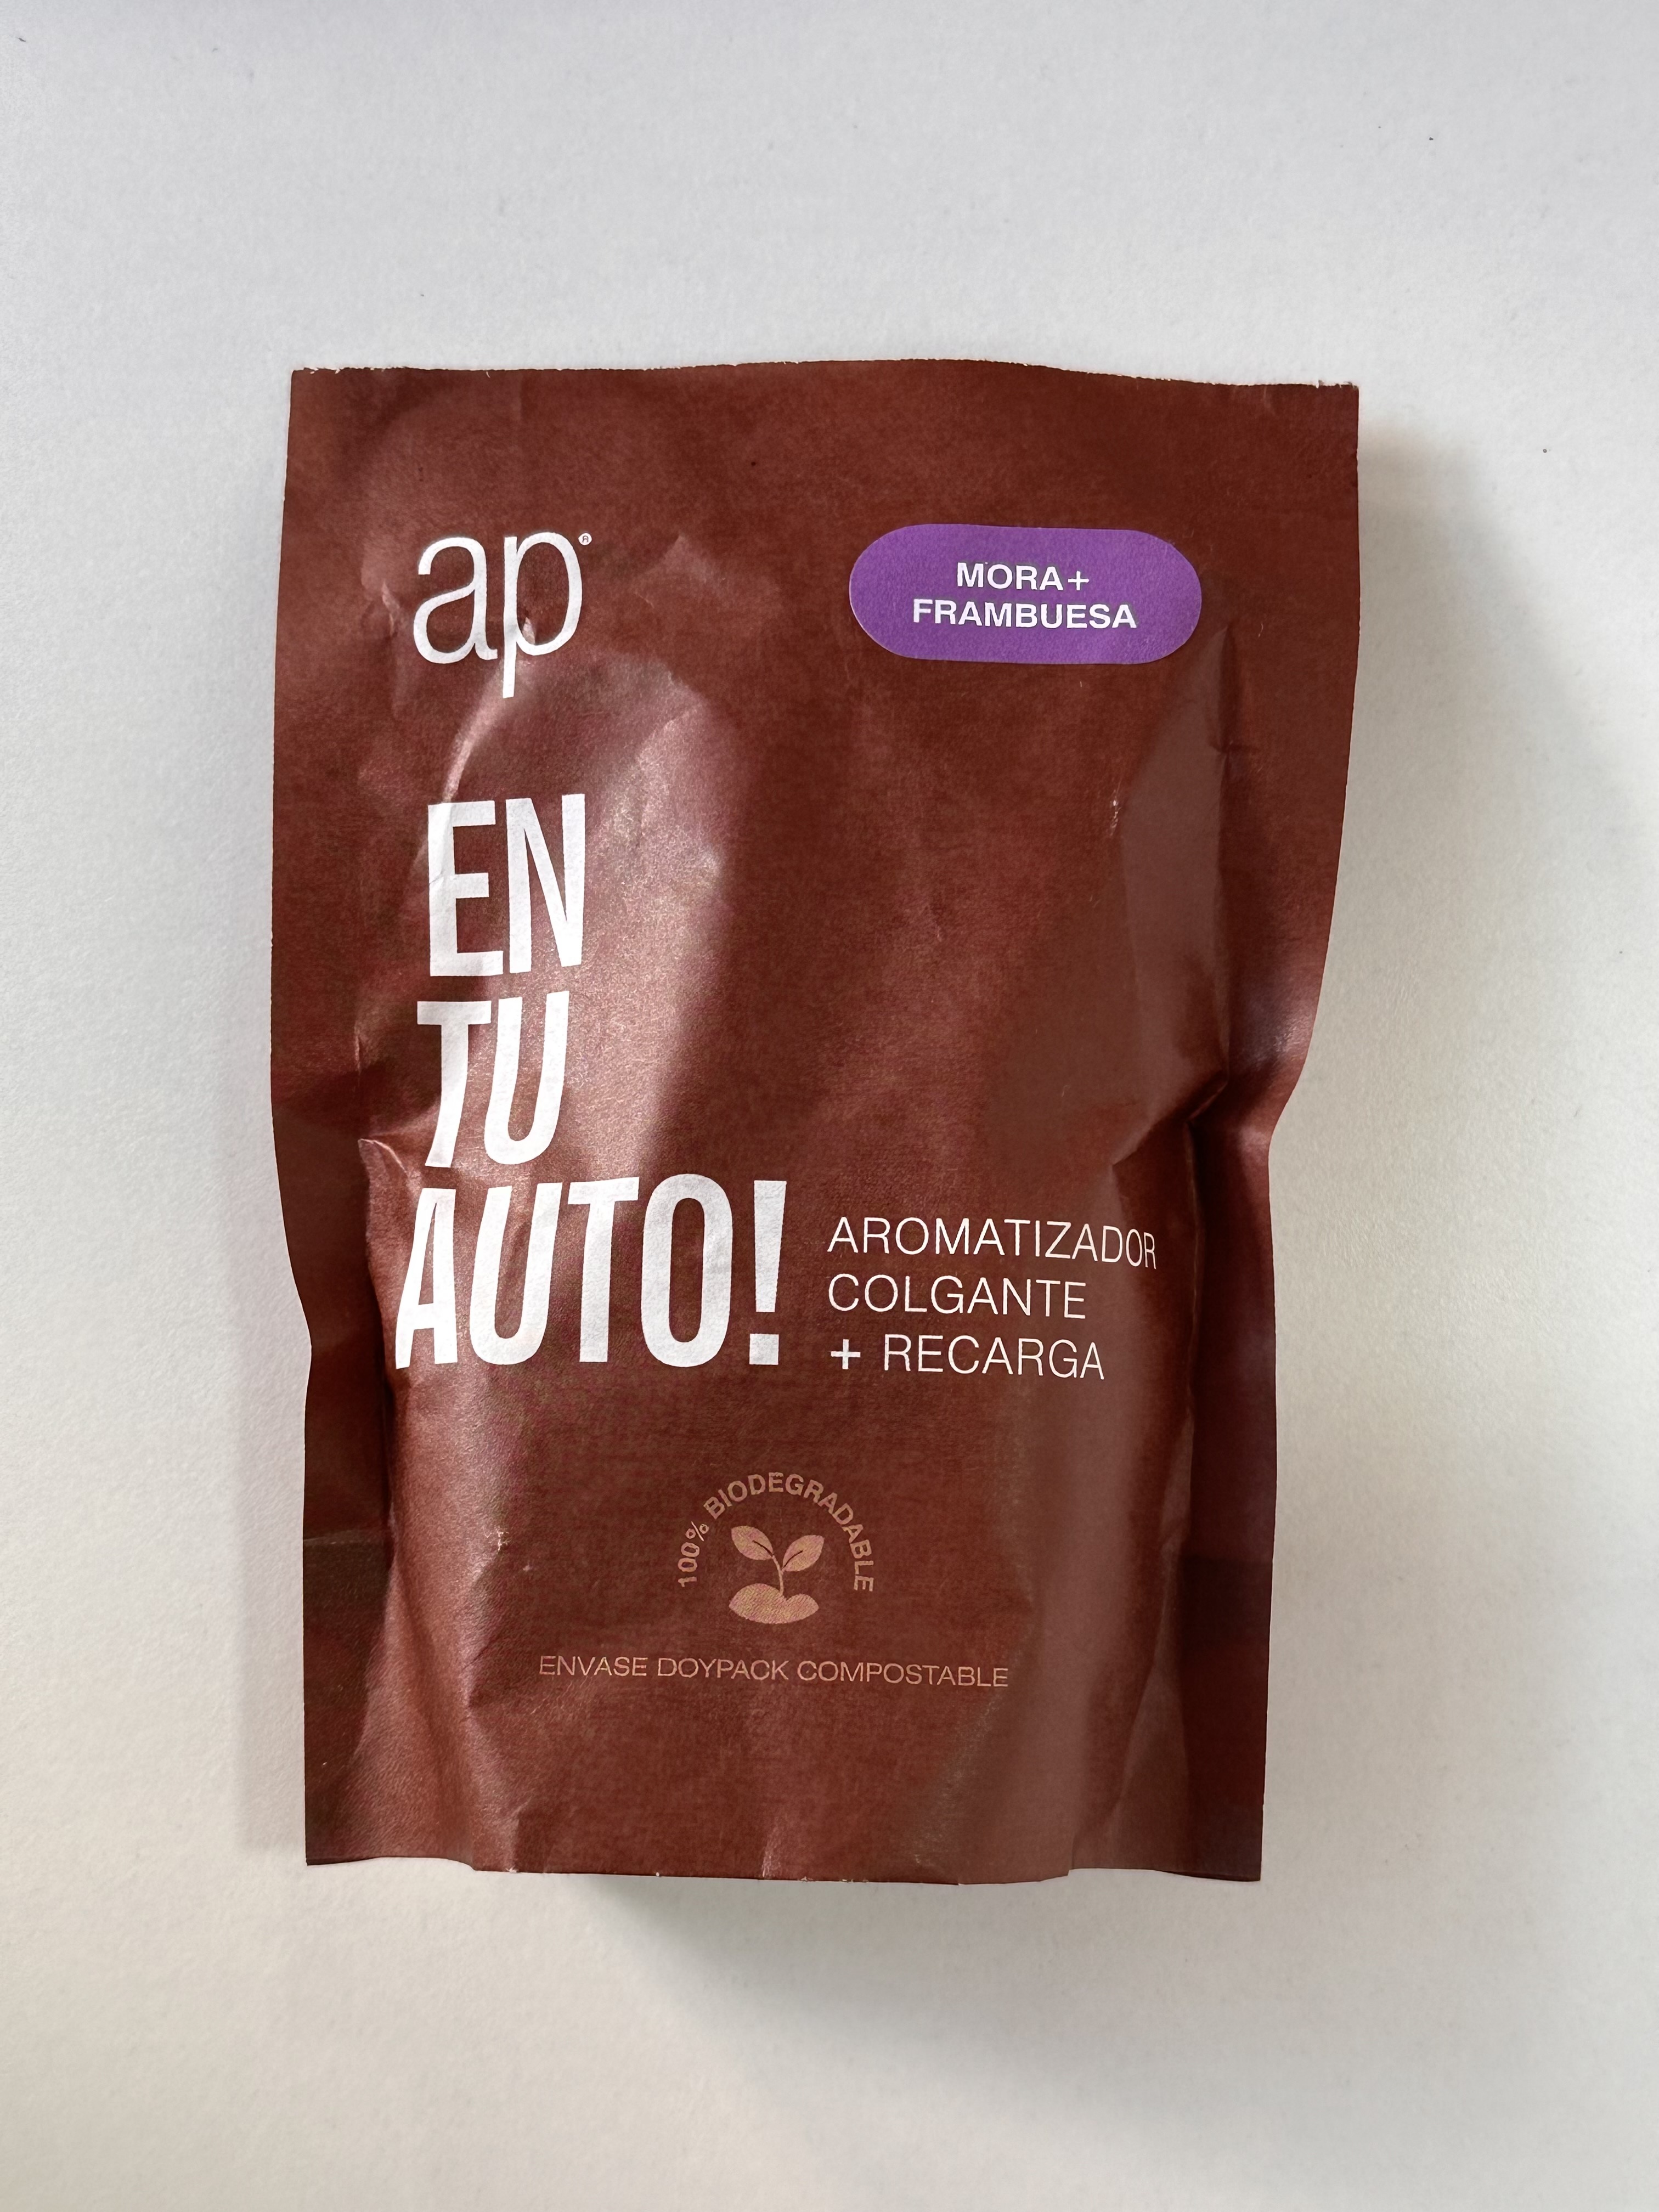 ap®
MORA+
FRAMBUESA
EN
TU
AUTO!
AROMATIZADOR
COLGANTE
+ RECARGA
100% BIODEGRADABLE
ENVASE DOYPACK COMPOSTABLE